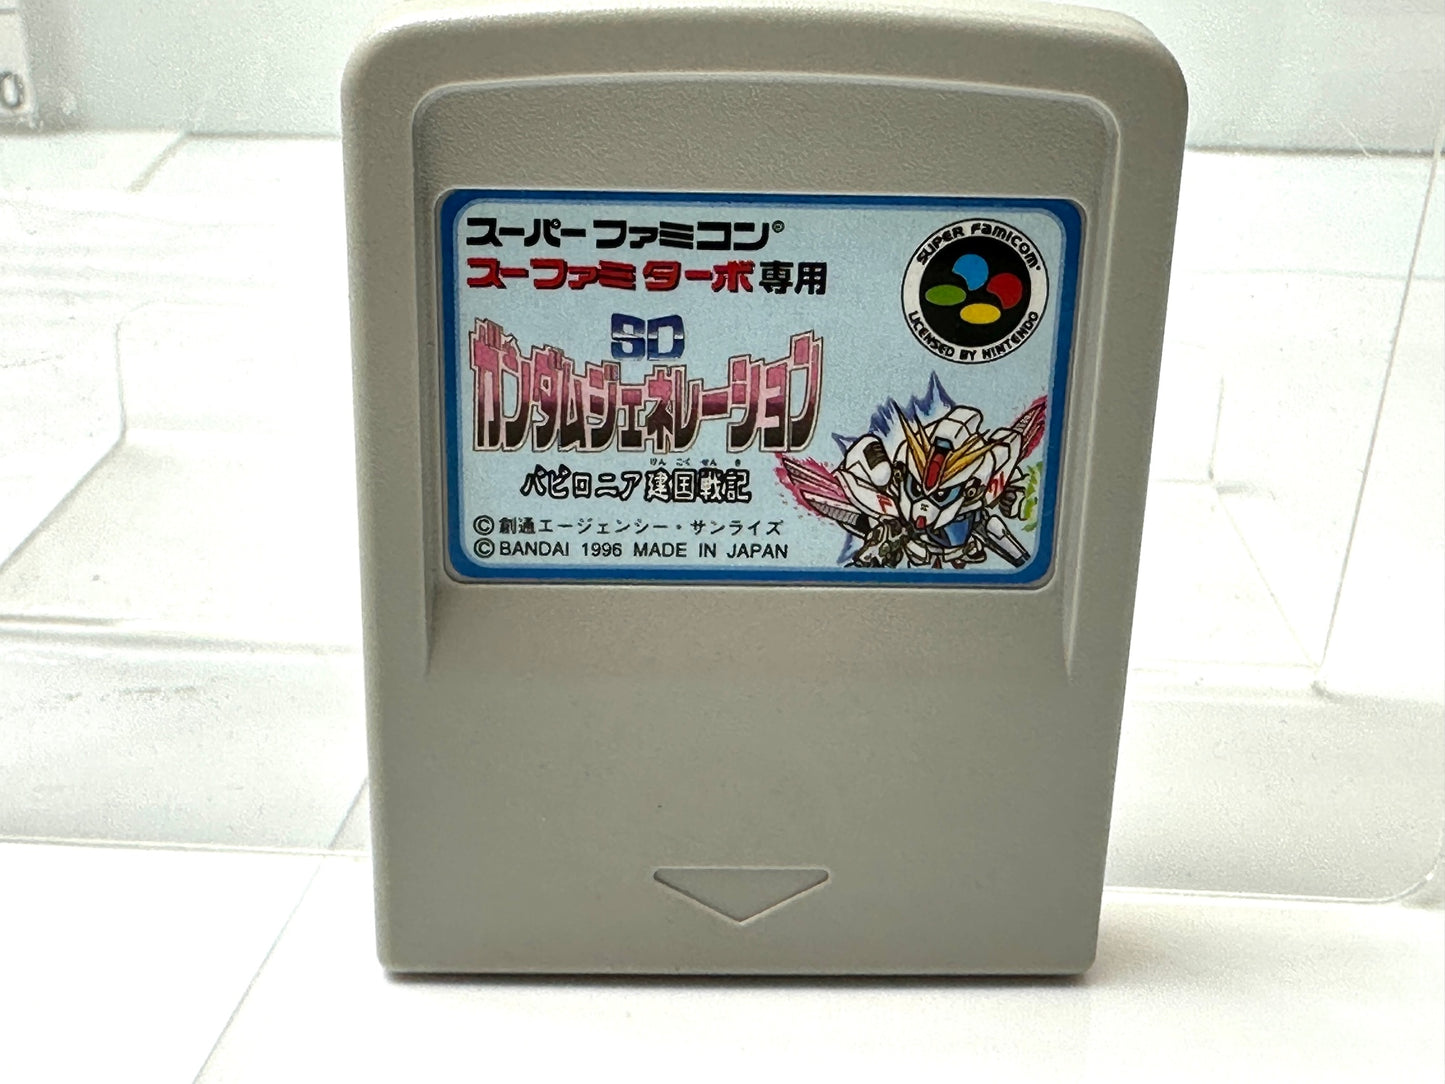 スーパーファミコン®
スーファミターボ専用
SUPER FAMICOM®
LICENSED BY NINTENDO
SD
ガンダムジェネレーション
けん こく せん き
バビロニア建国戦記
©創通エージェンシー・サンライズ
©BANDAI 1996 MADE IN JAPAN
0